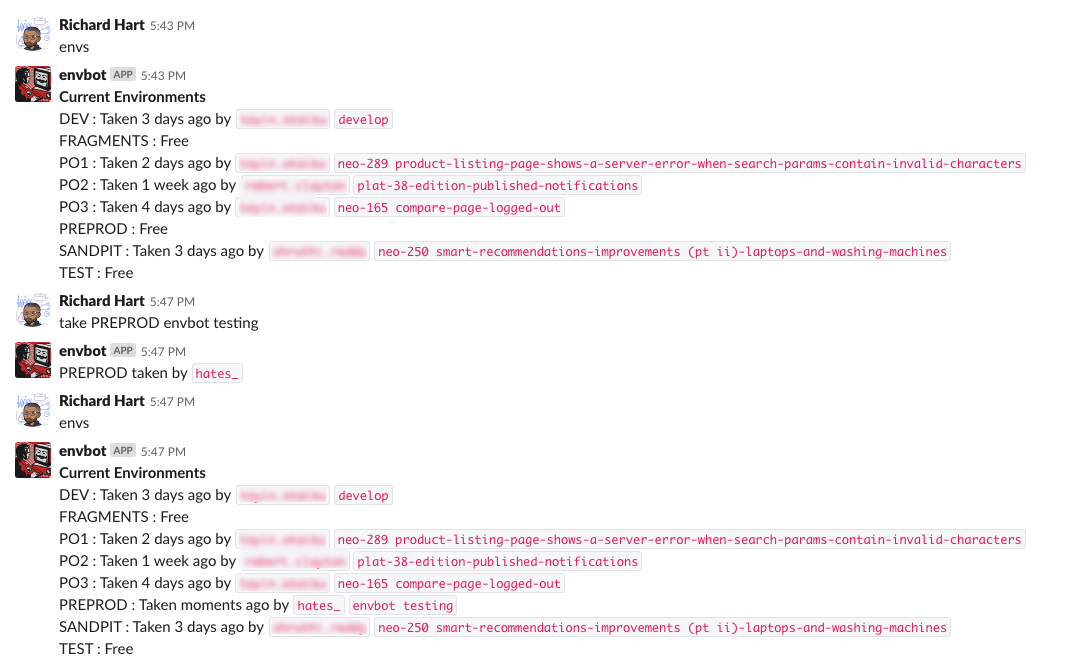 Richard Hart 5:43 PM
envs
envbot APP 5:43 PM
Current Environments
DEV : Taken 3 days ago by develop
FRAGMENTS : Free
PO1 : Taken 2 days ago by neo-289 product-listing-page-shows-a-server-error-when-search-params-contain-invalid-characters
PO2 : Taken 1 week ago by plat-38-edition-published-notifications
PO3 : Taken 4 days ago by neo-165 compare-page-logged-out
PREPROD : Free
SANDPIT : Taken 3 days ago by neo-250 smart-recommendations-improvements (pt ii)-laptops-and-washing-machines
TEST : Free
Richard Hart 5:47 PM
take PREPROD envbot testing
envbot APP 5:47 PM
PREPROD taken by hates_
Richard Hart 5:47 PM
envs
envbot APP 5:47 PM
Current Environments
DEV : Taken 3 days ago by develop
FRAGMENTS : Free
PO1 : Taken 2 days ago by neo-289 product-listing-page-shows-a-server-error-when-search-params-contain-invalid-characters
PO2 : Taken 1 week ago by plat-38-edition-published-notifications
PO3 : Taken 4 days ago by neo-165 compare-page-logged-out
PREPROD : Taken moments ago by hates_ envbot testing
SANDPIT : Taken 3 days ago by neo-250 smart-recommendations-improvements (pt ii)-laptops-and-washing-machines
TEST : Free